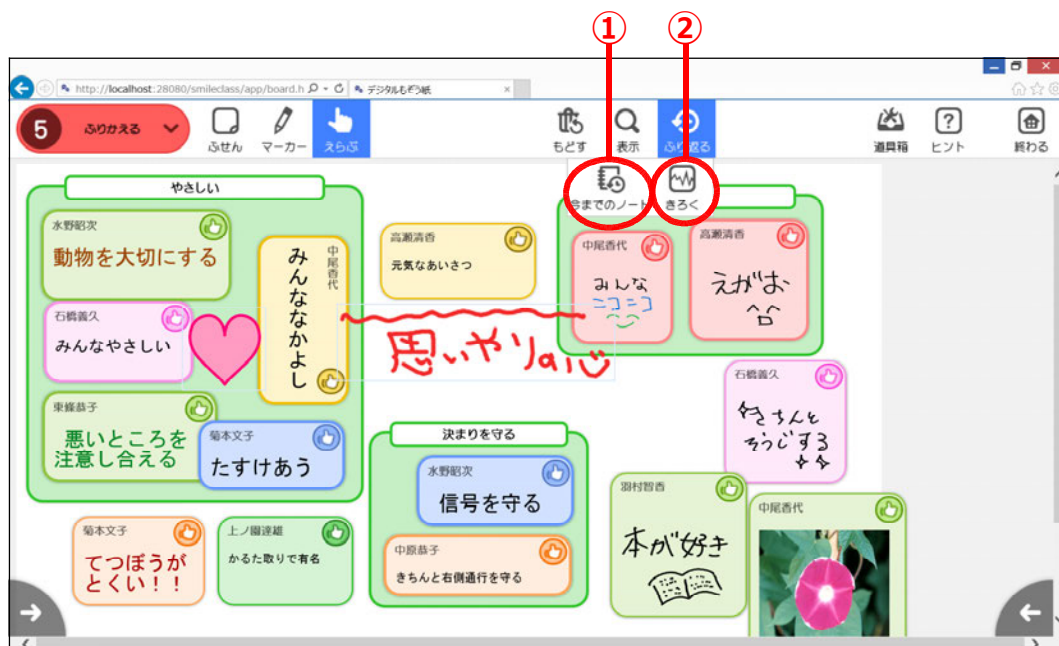 ① ②
http://localhost:28080/smileclass/app/board.h
デジタルもぞう紙
5 ふりかえる
ふせん マーカー えらぶ もどす 表示 ふり返る 道具箱 ヒント 終わる
今までのノート きろく
やさしい
水野昭次
動物を大切にする
中尾香代
みんななかよし
石橋義久
みんなやさしい
東條恭子
悪いところを
注意し合える
菊本文子
たすけあう
高瀬清香
元気なあいさつ
思いやりの心
中尾香代
みんな
ニコニコ
高瀬清香
えがお
決まりを守る
水野昭次
信号を守る
中原恭子
きちんと右側通行を守る
石橋義久
きちんと
そうじする
羽村智香
本が好き
中尾香代
菊本文子
てつぼうが
とくい！！
上ノ園達雄
かるた取りで有名